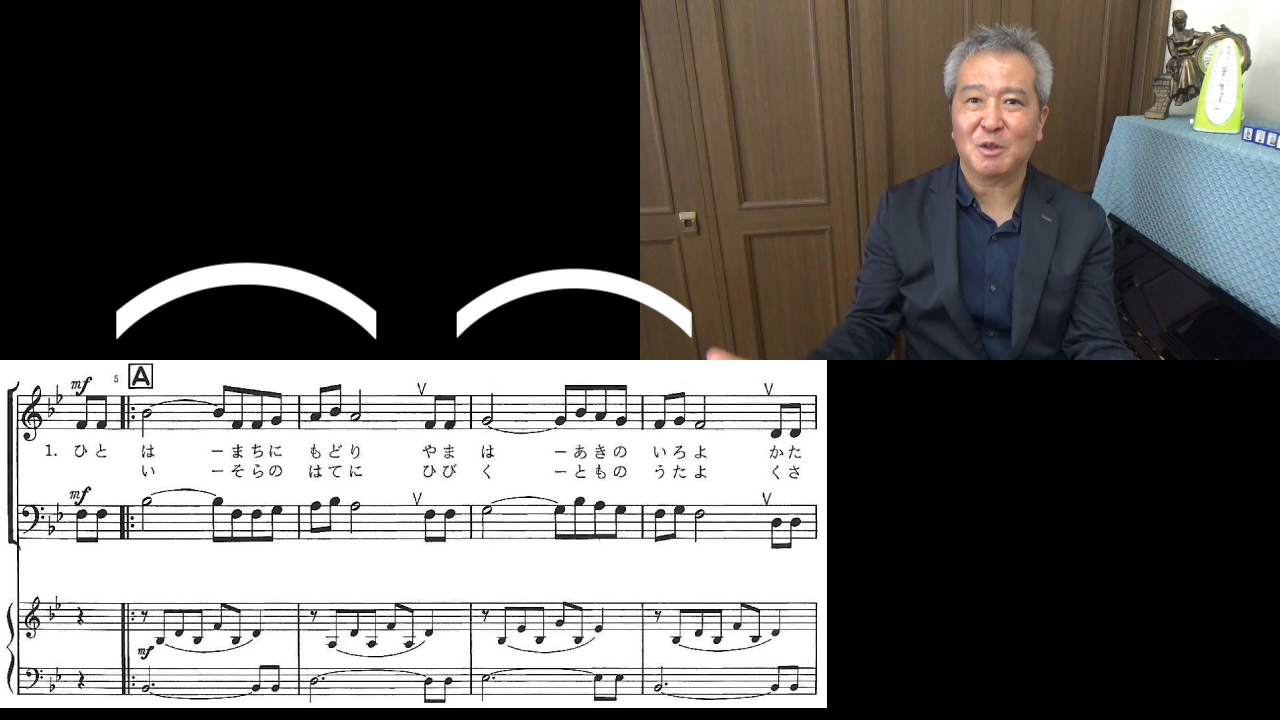 mf 5 A
1. ひと は ーまちに もどり やま は ーあきの いろよ かた
い ーそらの はてに ひび く ーともの うたよ くさ
mf
mf